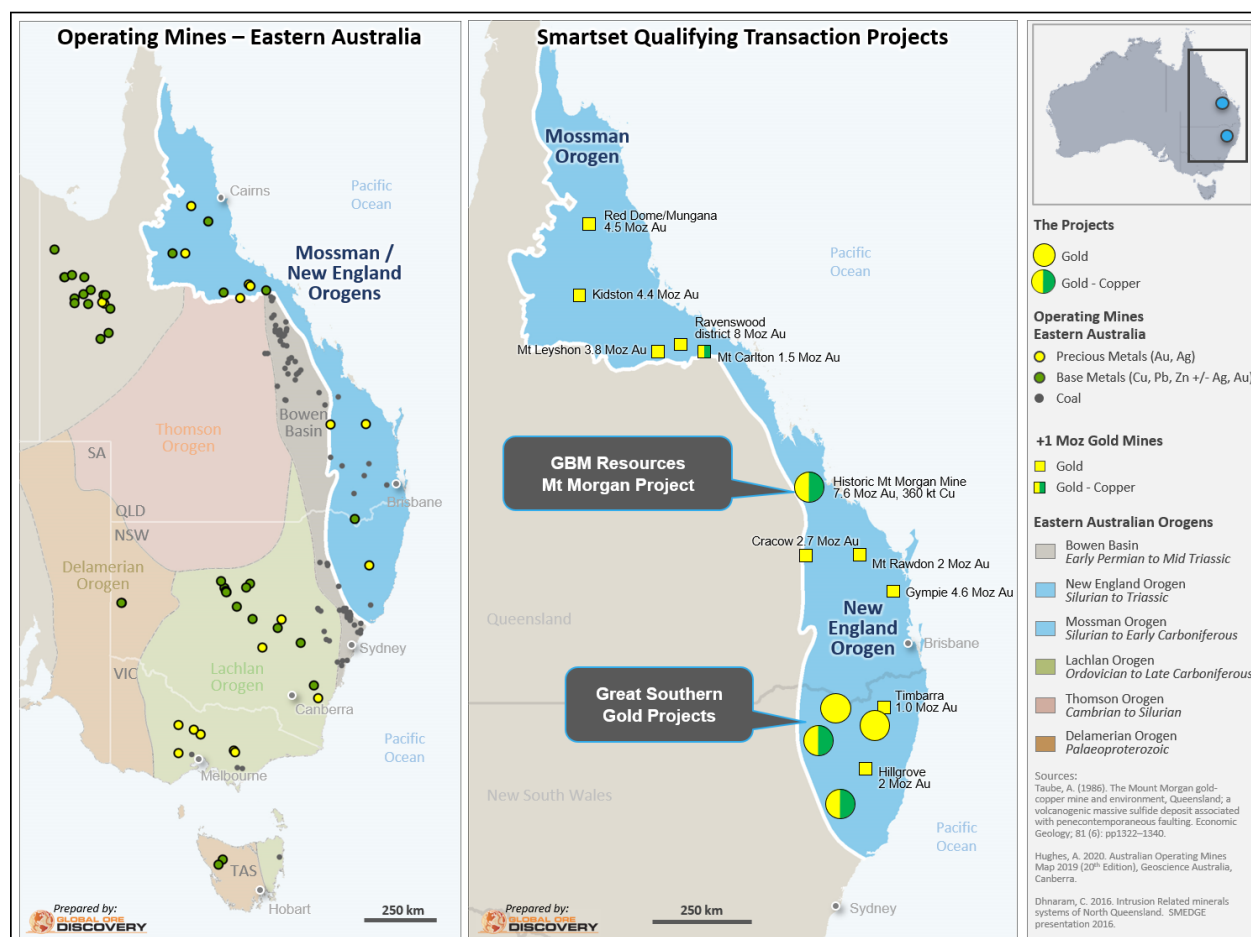 Operating Mines – Eastern Australia
Cairns
Pacific
Ocean
Mossman /
New England
Orogens
Bowen
Basin
Thomson
Orogen
SA
QLD
NSW
Brisbane
Delamerian
Orogen
Sydney
VIC
Lachlan
Orogen
Canberra
Melbourne
Pacific
Ocean
TAS
Hobart
Prepared by:
GLOBAL ORE
DISCOVERY
250 km
Smartset Qualifying Transaction Projects
Mossman
Orogen
Red Dome/Mungana
4.5 Moz Au
Pacific
Ocean
Kidston 4.4 Moz Au
Ravenswood
district 8 Moz Au
Mt Leyshon 3.8 Moz Au
Mt Carlton 1.5 Moz Au
GBM Resources
Mt Morgan Project
Historic Mt Morgan Mine
7.6 Moz Au, 360 kt Cu
Cracow 2.7 Moz Au
Mt Rawdon 2 Moz Au
Gympie 4.6 Moz Au
New
England
Orogen
Queensland
Brisbane
Great Southern
Gold Projects
Timbarra
1.0 Moz Au
Hillgrove
2 Moz Au
New South Wales
Pacific
Ocean
Sydney
Prepared by:
GLOBAL ORE
DISCOVERY
250 km
The Projects
Gold
Gold - Copper
Operating Mines
Eastern Australia
Precious Metals (Au, Ag)
Base Metals (Cu, Pb, Zn +/- Ag, Au)
Coal
+1 Moz Gold Mines
Gold
Gold - Copper
Eastern Australian Orogens
Bowen Basin
Early Permian to Mid Triassic
New England Orogen
Silurian to Triassic
Mossman Orogen
Silurian to Early Carboniferous
Lachlan Orogen
Ordovician to Late Carboniferous
Thomson Orogen
Cambrian to Silurian
Delamerian Orogen
Palaeoproterozoic
Sources:
Taube, A. (1986). The Mount Morgan gold-
copper mine and environment, Queensland; a
volcanogenic massive sulfide deposit associated
with penecontemporaneous faulting. Economic
Geology; 81 (6): pp1322–1340.
Hughes, A. 2020. Australian Operating Mines
Map 2019 (20th Edition), Geoscience Australia,
Canberra.
Dhnaram, C. 2016. Intrusion Related minerals
systems of North Queensland. SMEDGE
presentation 2016.